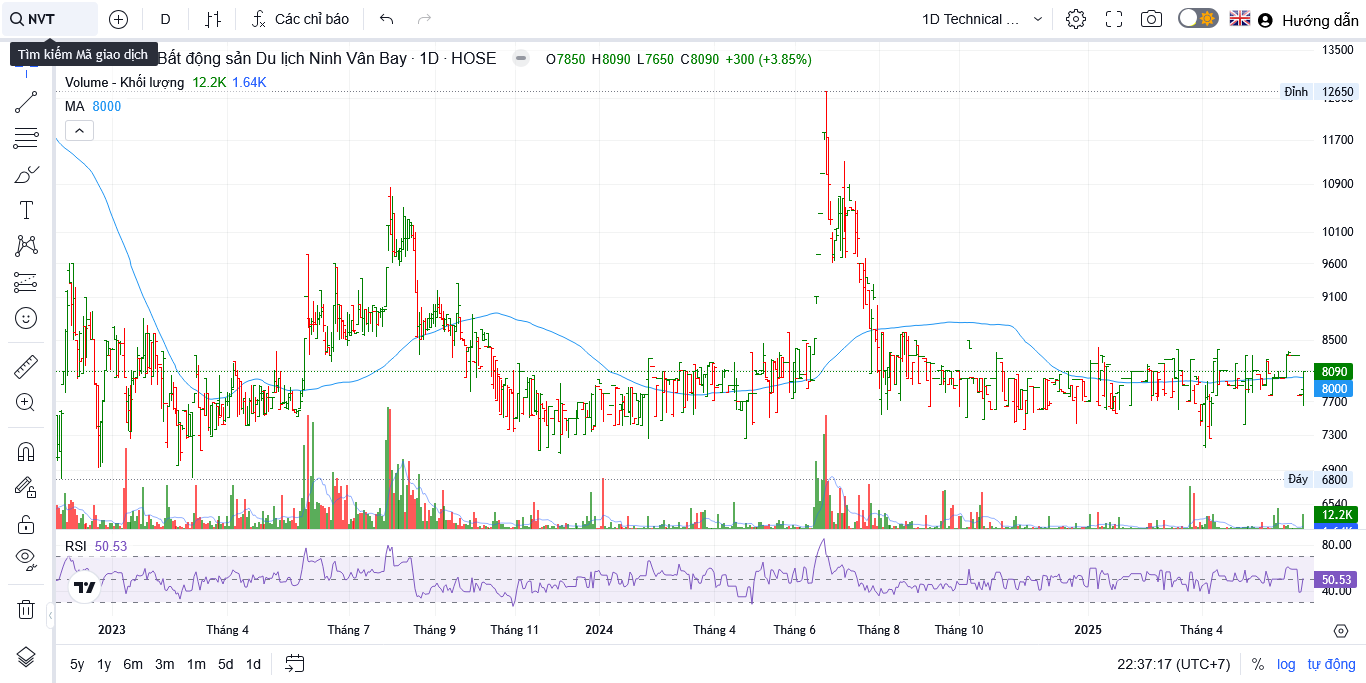 NVT
D
Các chỉ báo
1D Technical ...
Hướng dẫn
Tìm kiếm Mã giao dịch
Bất động sản Du lịch Ninh Vân Bay · 1D · HOSE
O7850 H8090 L7650 C8090 +300 (+3.85%)
Volume - Khối lượng 12.2K 1.64K
MA 8000
13500
Đỉnh 12650
11700
10900
10100
9600
9100
8500
8090
8000
7700
7300
6900
Đáy 6800
6540
12.2K
RSI 50.53
80.00
50.53
40.00
2023 Tháng 4 Tháng 7 Tháng 9 Tháng 11 2024 Tháng 4 Tháng 6 Tháng 8 Tháng 10 2025 Tháng 4
5y 1y 6m 3m 1m 5d 1d
22:37:17 (UTC+7) % log tự động